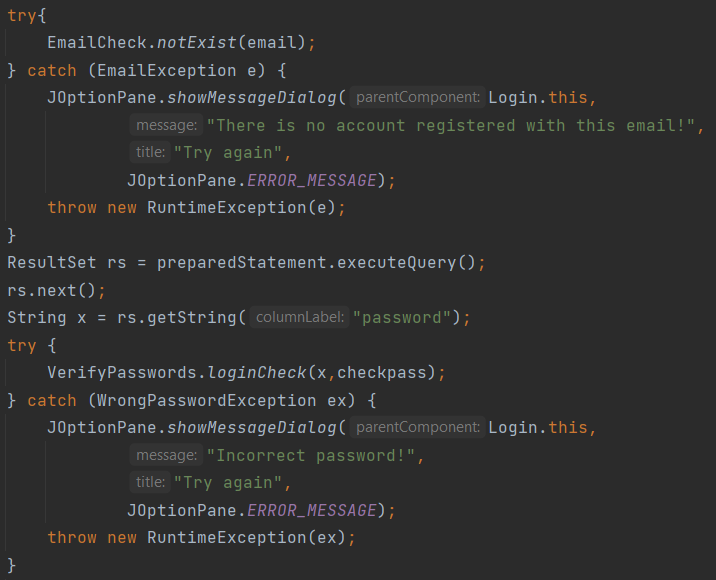 try{
EmailCheck.notExist(email);
} catch (EmailException e) {
JOptionPane.showMessageDialog( parentComponent: Login.this,
message: "There is no account registered with this email!",
title: "Try again",
JOptionPane.ERROR_MESSAGE);
throw new RuntimeException(e);
}
ResultSet rs = preparedStatement.executeQuery();
rs.next();
String x = rs.getString( columnLabel: "password");
try {
VerifyPasswords.loginCheck(x,checkpass);
} catch (WrongPasswordException ex) {
JOptionPane.showMessageDialog( parentComponent: Login.this,
message: "Incorrect password!",
title: "Try again",
JOptionPane.ERROR_MESSAGE);
throw new RuntimeException(ex);
}